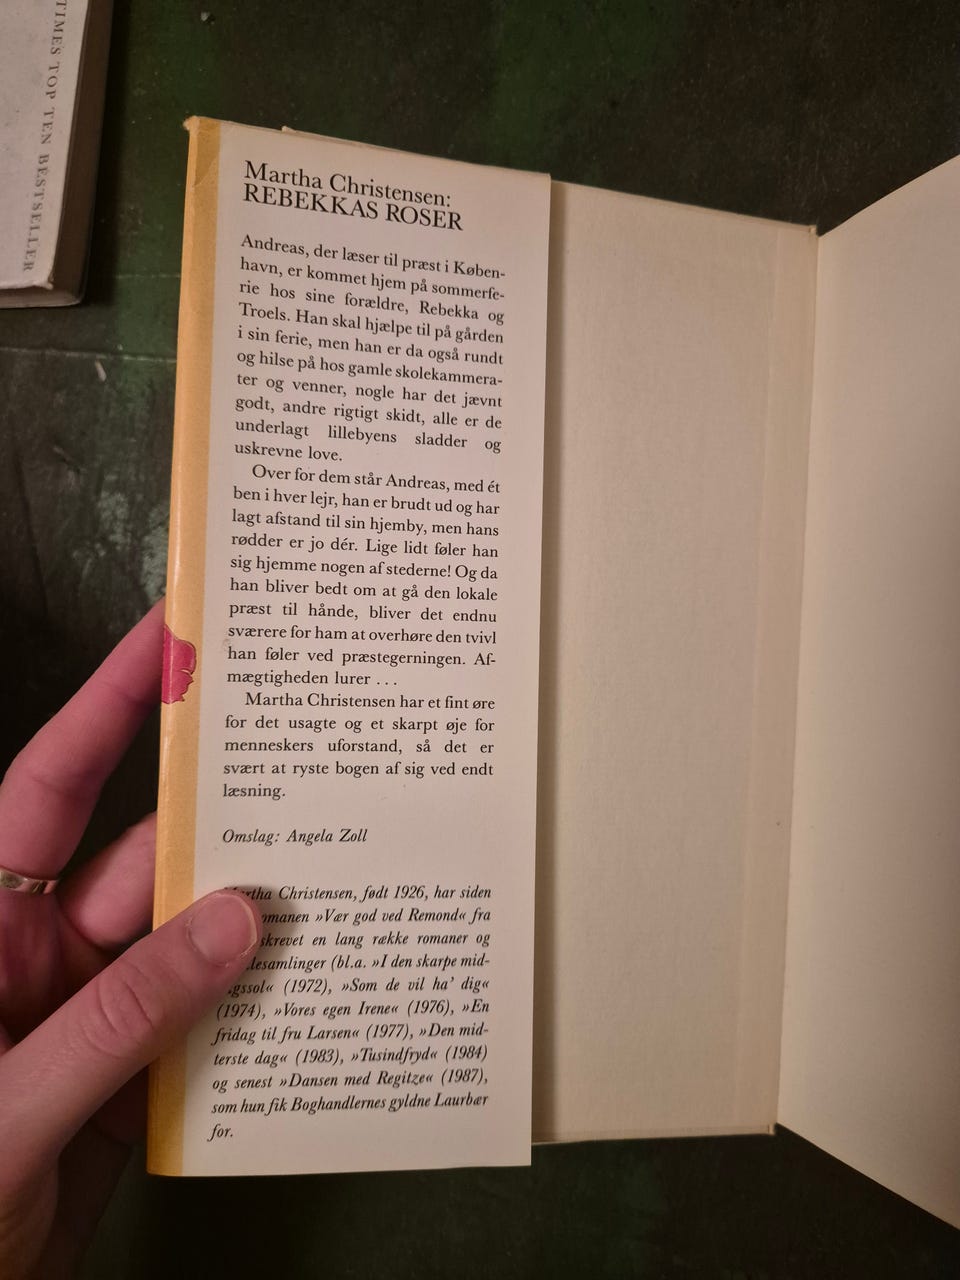 TIMES TOP TEN BESTSELLER
Martha Christensen:
REBEKKAS ROSER
Andreas, der læser til præst i Køben-
havn, er kommet hjem på sommerfe-
rie hos sine forældre, Rebekka og
Troels. Han skal hjælpe til på gården
i sin ferie, men han er da også rundt
og hilse på hos gamle skolekammera-
ter og venner, nogle har det jævnt
godt, andre rigtigt skidt, alle er de
underlagt lillebyens sladder og
uskrevne love.
Over for dem står Andreas, med ét
ben i hver lejr, han er brudt ud og har
lagt afstand til sin hjemby, men hans
rødder er jo dér. Lige lidt føler han
sig hjemme nogen af stederne! Og da
han bliver bedt om at gå den lokale
præst til hånde, bliver det endnu
sværere for ham at overhøre den tvivl
han føler ved præstegerningen. Af-
mægtigheden lurer ...
Martha Christensen har et fint øre
for det usagte og et skarpt øje for
menneskers uforstand, så det er
svært at ryste bogen af sig ved endt
læsning.
Omslag: Angela Zoll
Martha Christensen, født 1926, har siden
»Vær god ved Remond« fra
skrevet en lang række romaner og
(bl.a. »I den skarpe mid-
(1972), »Som de vil ha' dig«
(1974), »Vores egen Irene« (1976), »En
fridag til fru Larsen« (1977), »Den mid-
terste dag« (1983), »Tusindfryd« (1984)
og senest »Dansen med Regitze« (1987),
som hun fik Boghandlernes gyldne Laurbær
for.